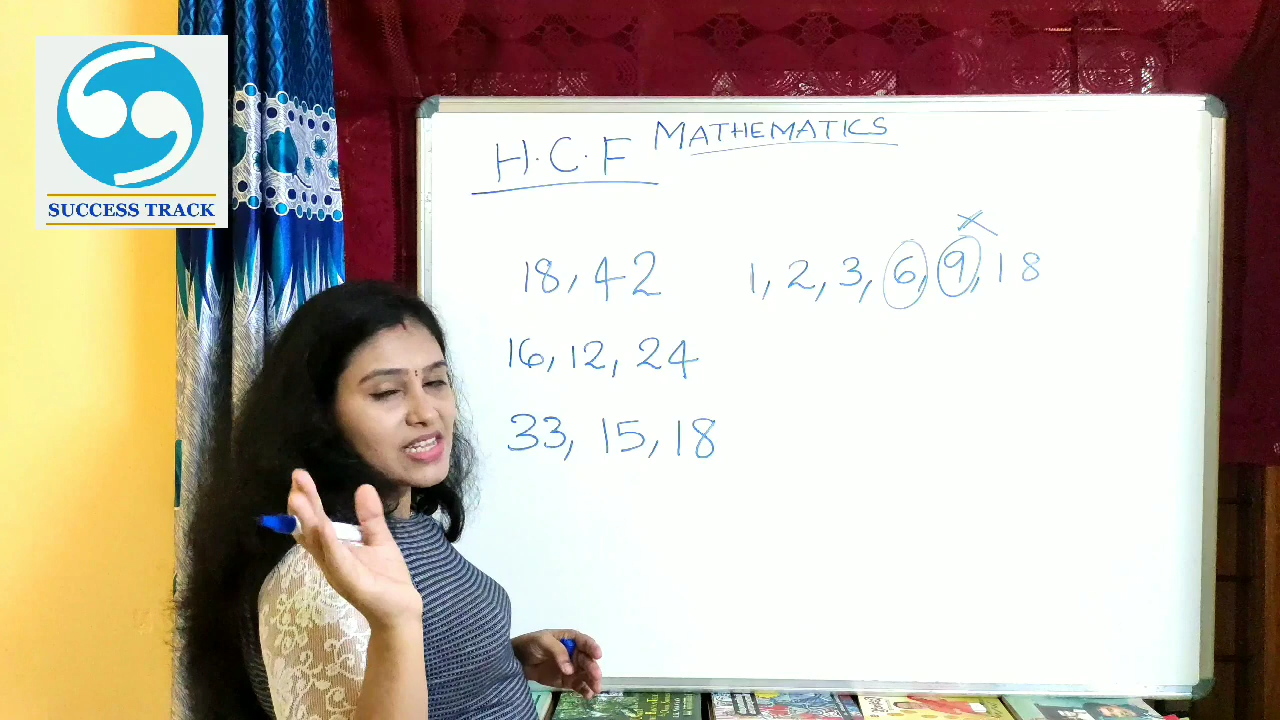 SUCCESS TRACK
MATHEMATICS
H.C.F
18, 42
1, 2, 3, 6, 9, 18
16, 12, 24
33, 15, 18